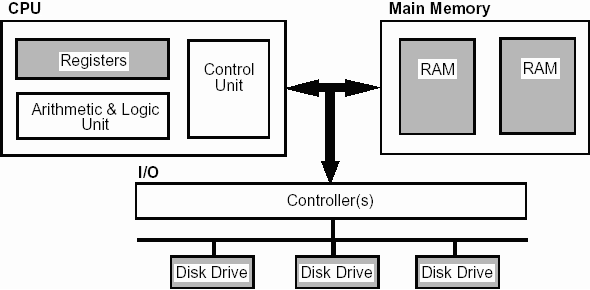 CPU
Main Memory
Registers
Arithmetic & Logic
Unit
Control
Unit
RAM
RAM
I/O
Controller(s)
Disk Drive
Disk Drive
Disk Drive